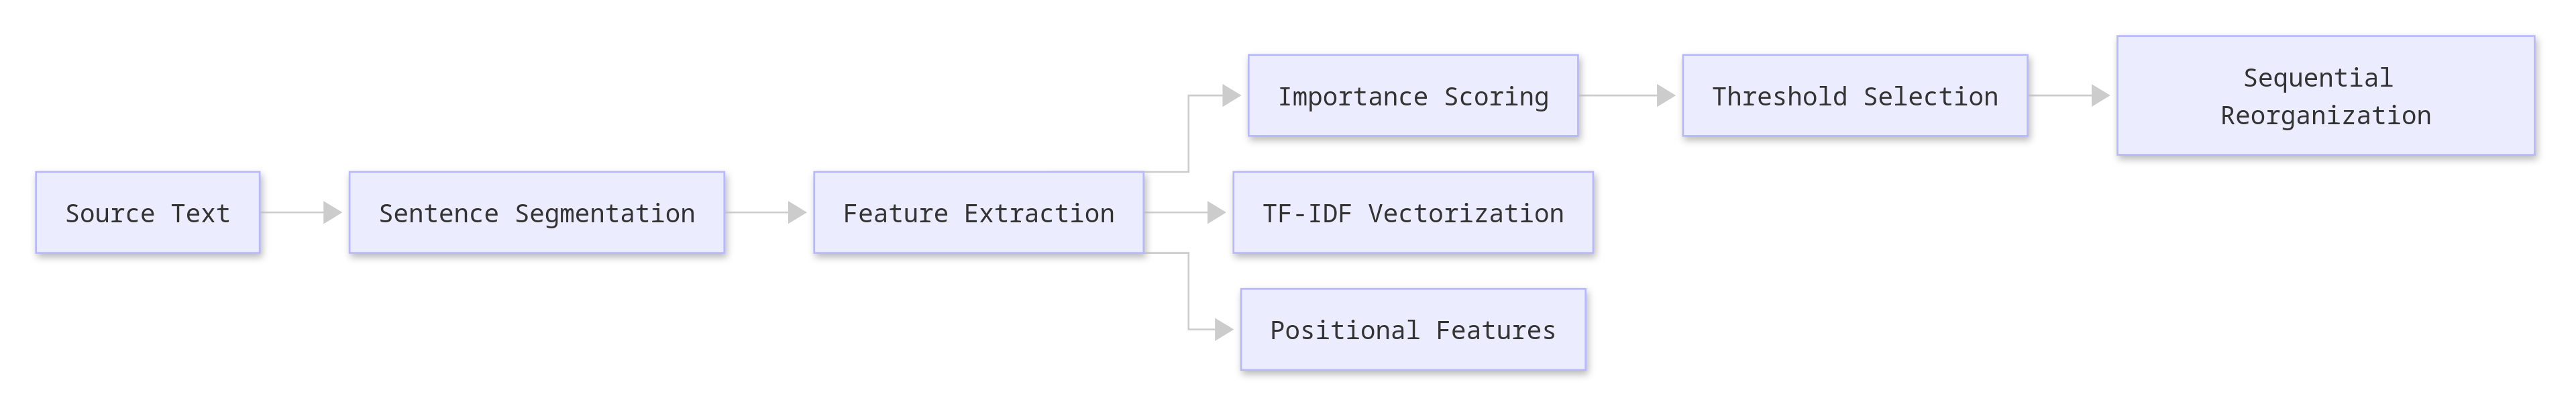 Source Text
Sentence Segmentation
Feature Extraction
Importance Scoring
TF-IDF Vectorization
Positional Features
Threshold Selection
Sequential
Reorganization